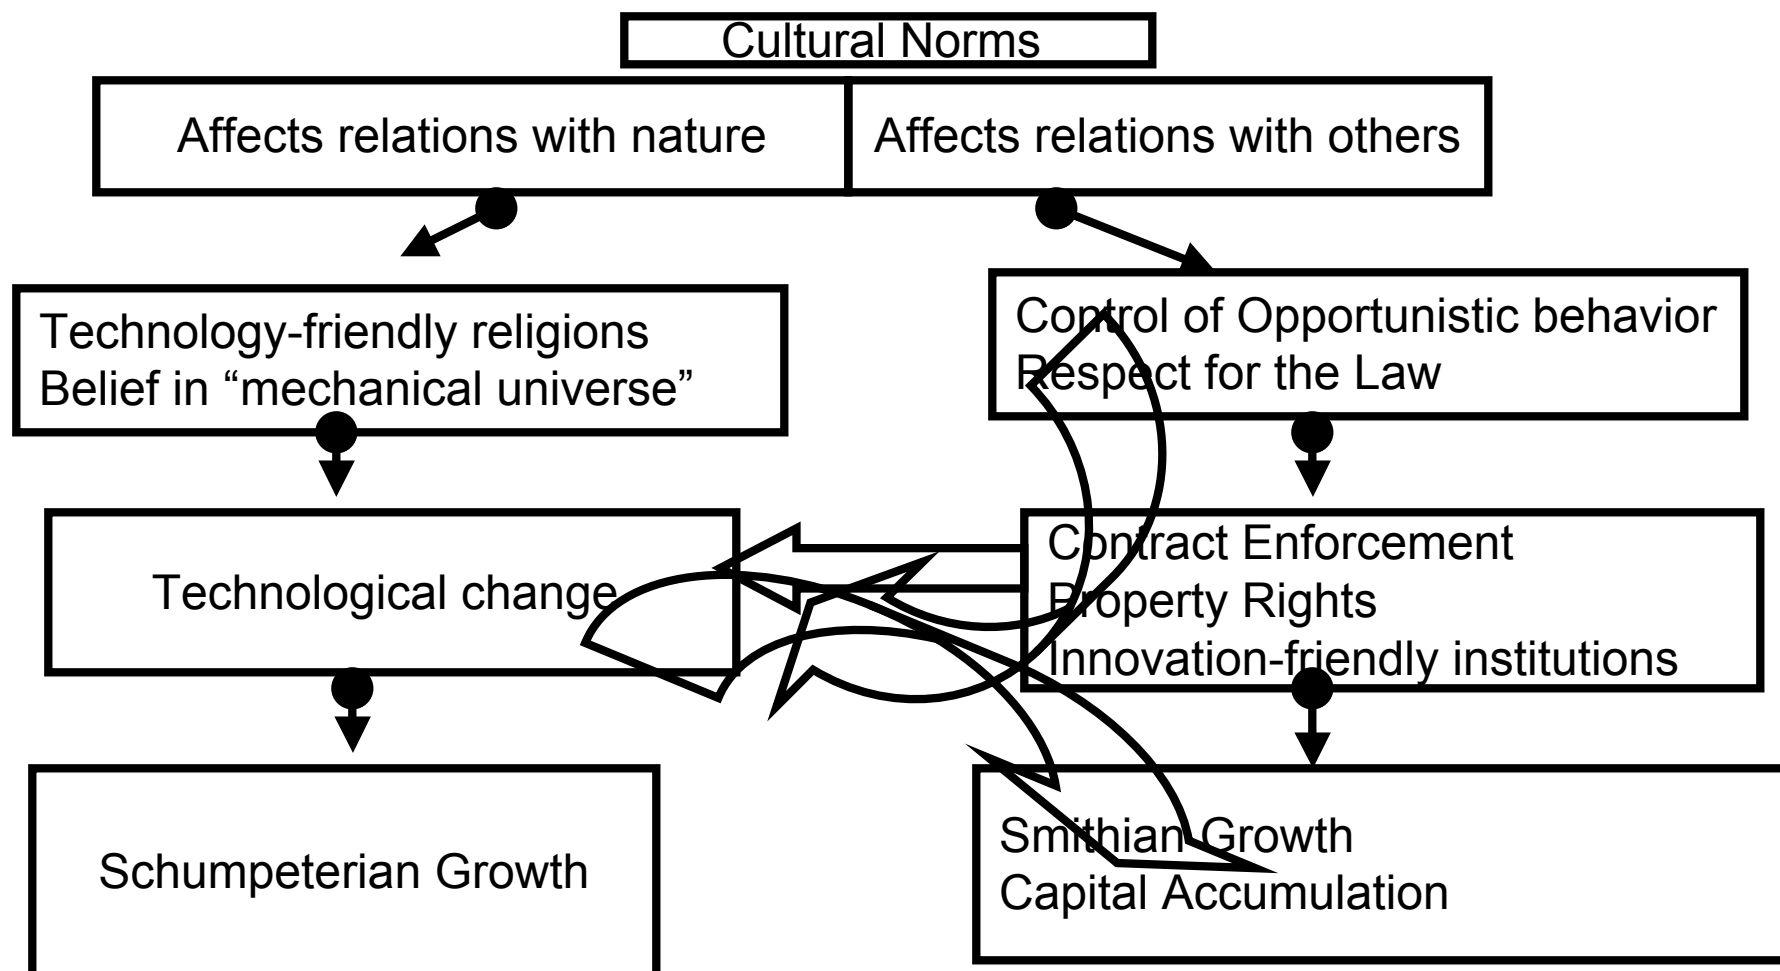 Cultural Norms
Affects relations with nature
Affects relations with others
Technology-friendly religions
Belief in “mechanical universe”
Control of Opportunistic behavior
Respect for the Law
Technological change
Contract Enforcement
Property Rights
Innovation-friendly institutions
Schumpeterian Growth
Smithian Growth
Capital Accumulation